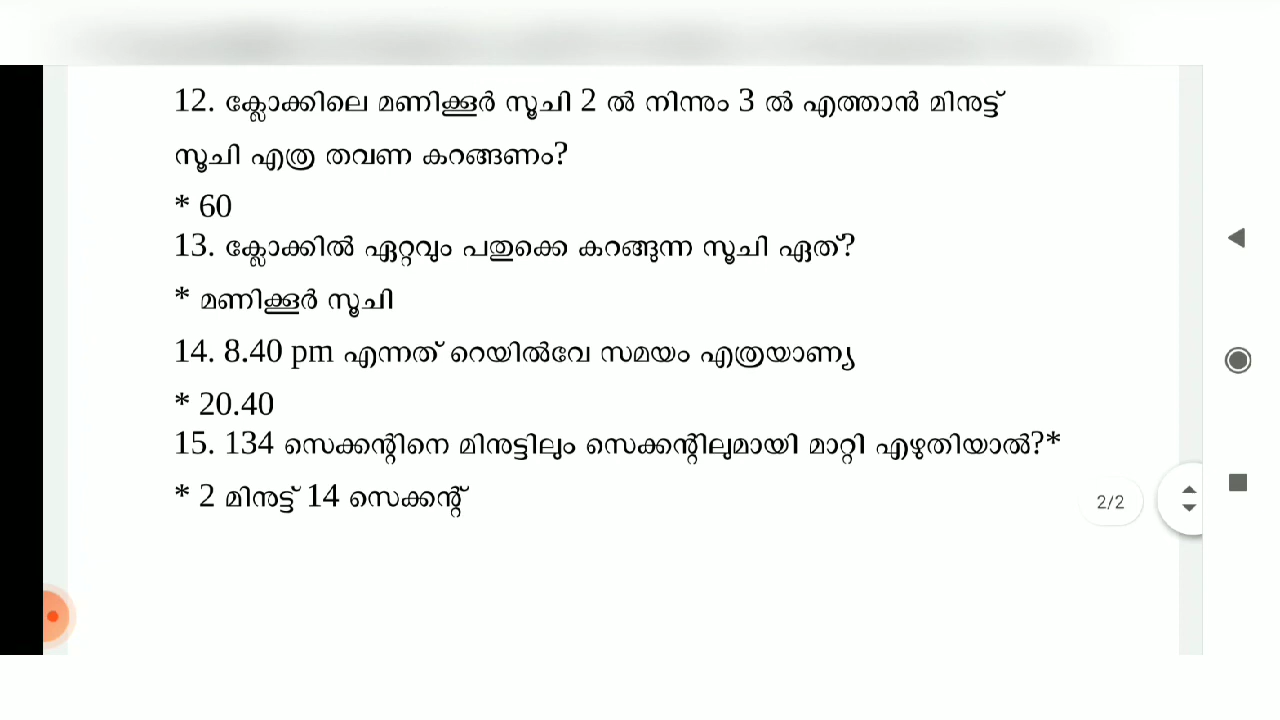 12. ക്ലോക്കിലെ മണിക്കൂർ സൂചി 2 ൽ നിന്നും 3 ൽ എത്താൻ മിനുട്ട്
സൂചി എത്ര തവണ കറങ്ങണം?
* 60
13. ക്ലോക്കിൽ ഏറ്റവും പതുക്കെ കറങ്ങുന്ന സൂചി ഏത്?
* മണിക്കൂർ സൂചി
14. 8.40 pm എന്നത് റെയിൽവേ സമയം എത്രയാണ്യ
* 20.40
15. 134 സെക്കന്റിനെ മിനുട്ടിലും സെക്കന്റിലുമായി മാറ്റി എഴുതിയാൽ?*
* 2 മിനുട്ട് 14 സെക്കന്റ്
2/2